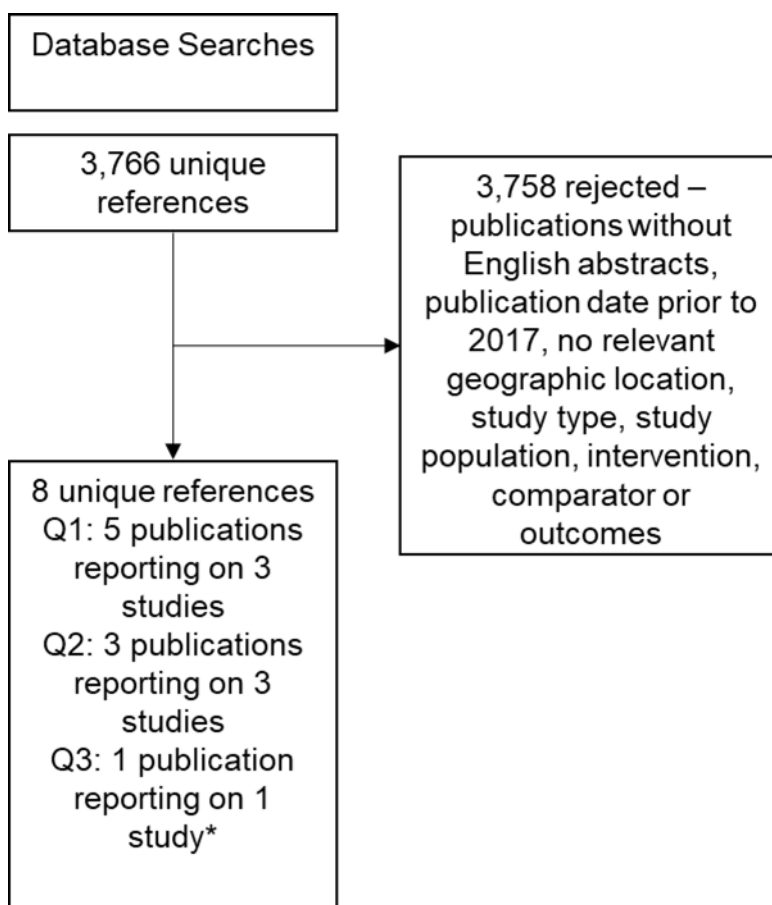 Database Searches
3,766 unique
references
3,758 rejected –
publications without
English abstracts,
publication date prior to
2017, no relevant
geographic location,
study type, study
population, intervention,
comparator or
outcomes
8 unique references
Q1: 5 publications
reporting on 3
studies
Q2: 3 publications
reporting on 3
studies
Q3: 1 publication
reporting on 1
study*